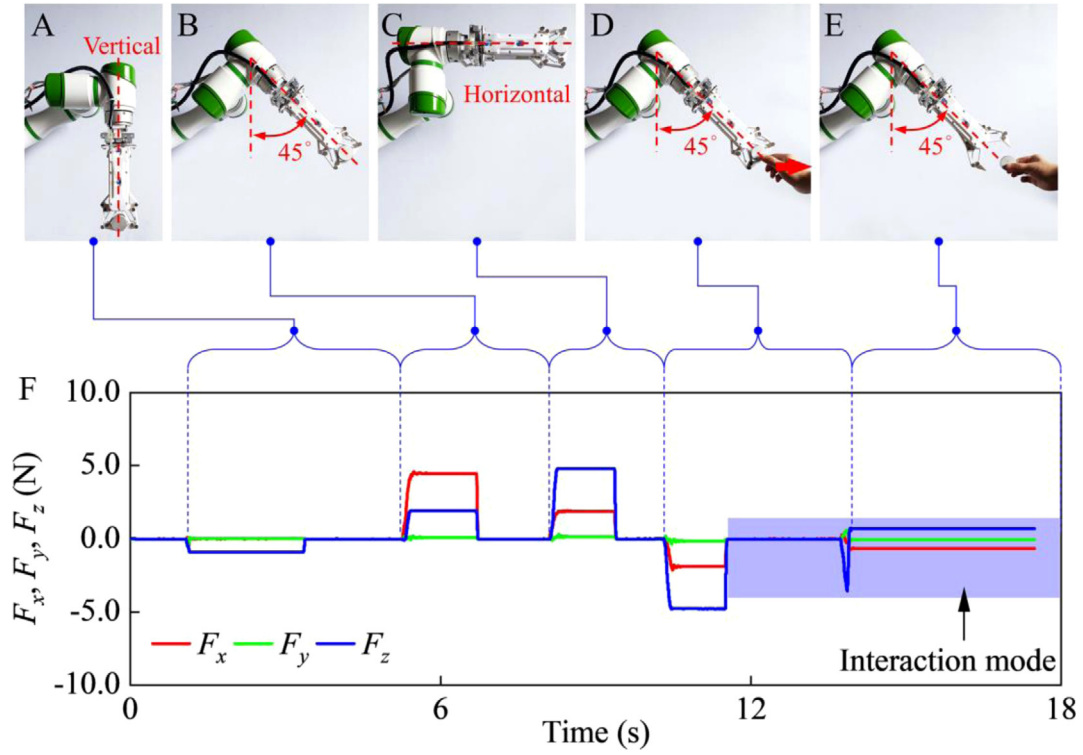 A
Vertical
B
45°
C
Horizontal
D
45°
E
45°
F
10.0
5.0
0.0
-5.0
-10.0
Fx, Fy, Fz (N)
Fx Fy Fz
Interaction mode
0 6 12 18
Time (s)